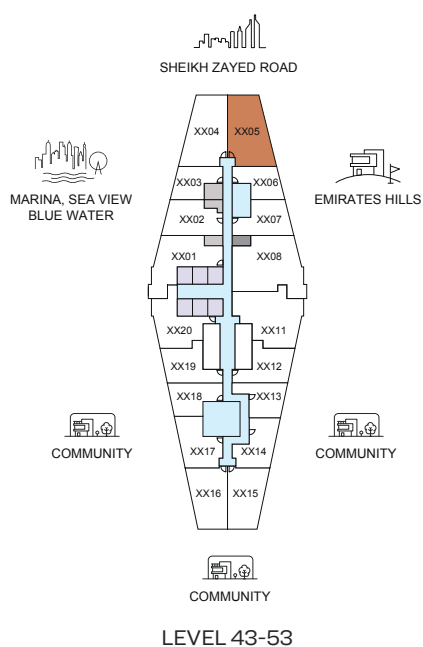 SHEIKH ZAYED ROAD
XX04 XX05
MARINA, SEA VIEW
BLUE WATER
XX03 XX06
EMIRATES HILLS
XX02 XX07
XX01 XX08
XX20 XX11
XX19 XX12
XX18 XX13
COMMUNITY
XX17 XX14
COMMUNITY
XX16 XX15
COMMUNITY
LEVEL 43-53